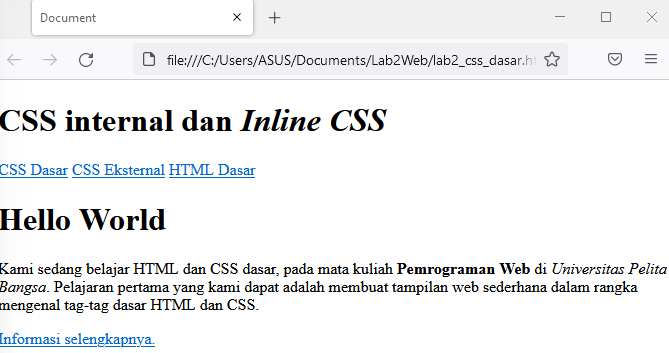 Document
file:///C:/Users/ASUS/Documents/Lab2Web/lab2_css_dasar.ht
CSS internal dan Inline CSS
CSS Dasar CSS Eksternal HTML Dasar
Hello World
Kami sedang belajar HTML dan CSS dasar, pada mata kuliah Pemrograman Web di Universitas Pelita
Bangsa. Pelajaran pertama yang kami dapat adalah membuat tampilan web sederhana dalam rangka
mengenal tag-tag dasar HTML dan CSS.
Informasi selengkapnya.